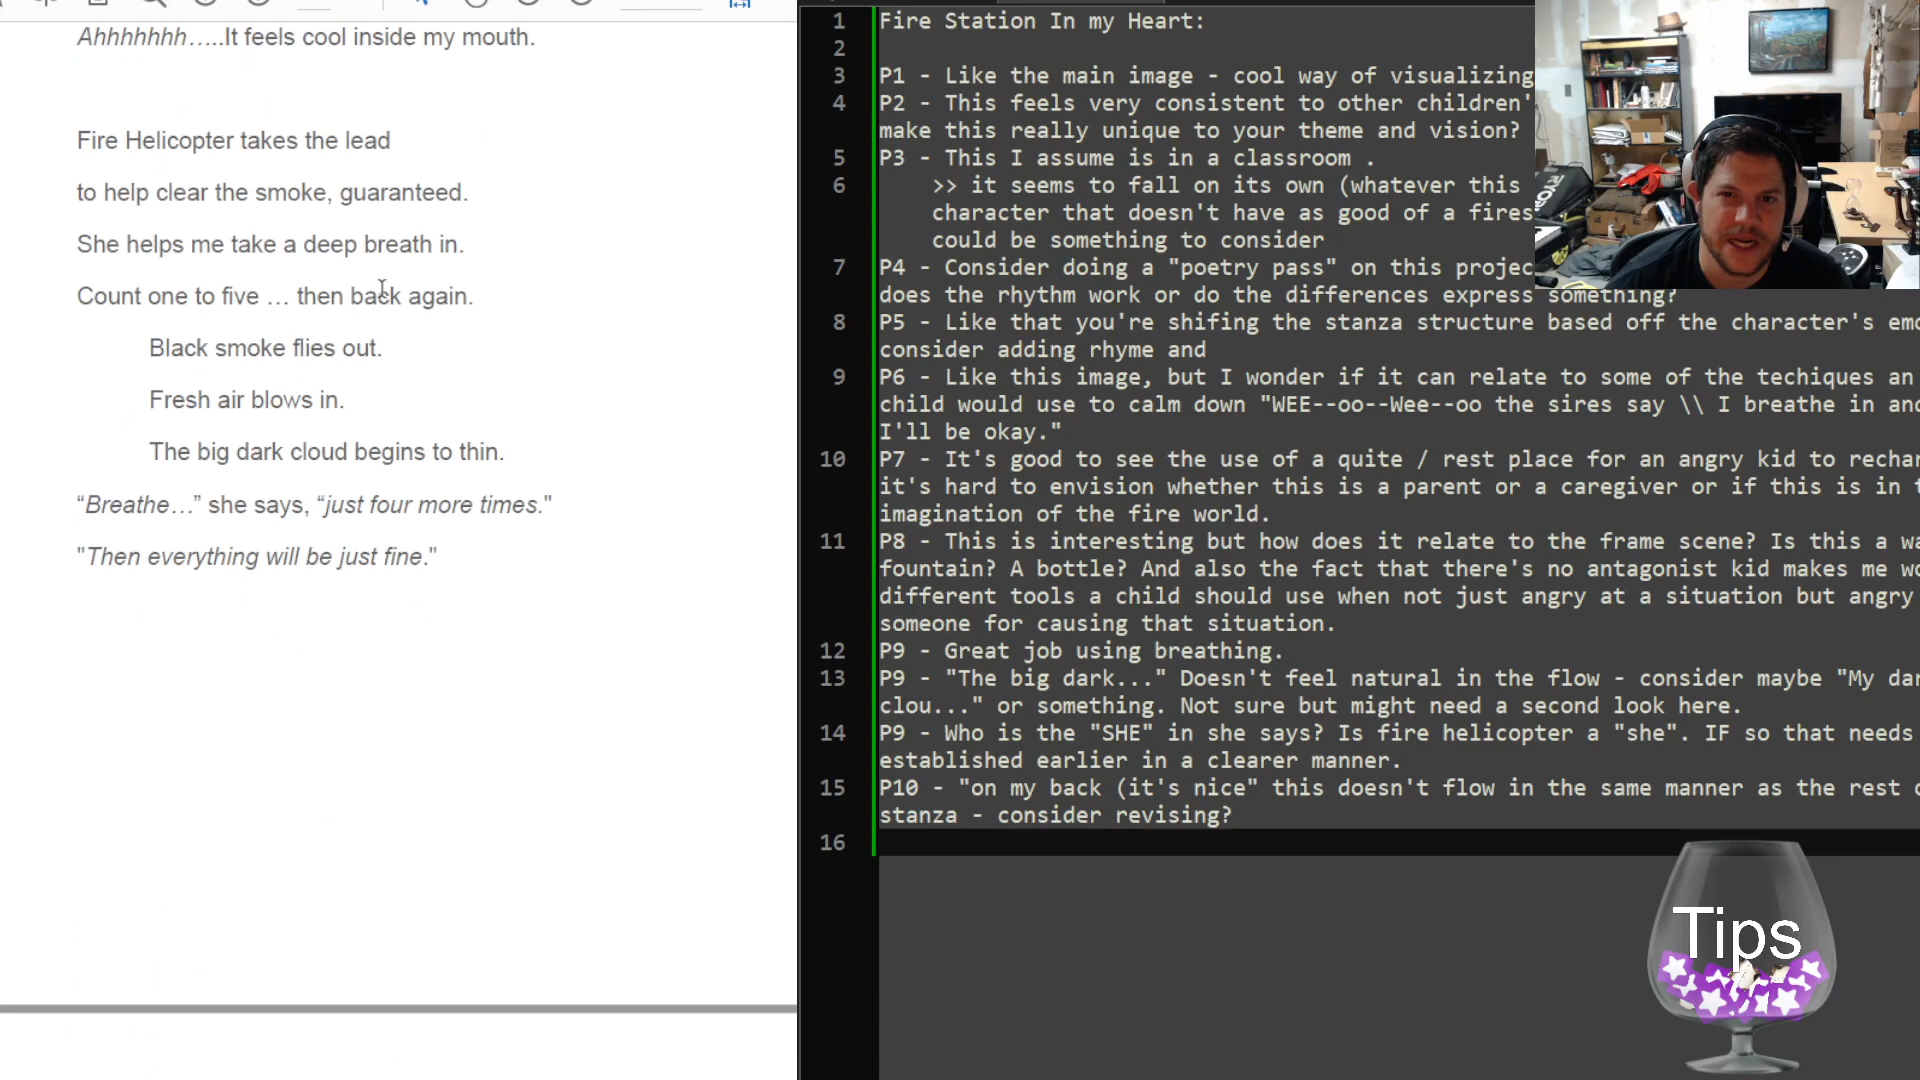 Ahhhhhhh…..It feels cool inside my mouth.
Fire Helicopter takes the lead
to help clear the smoke, guaranteed.
She helps me take a deep breath in.
Count one to five … then back again.
Black smoke flies out.
Fresh air blows in.
The big dark cloud begins to thin.
“Breathe…” she says, “just four more times."
"Then everything will be just fine."
1 Fire Station In my Heart:
2
3 P1 - Like the main image - cool way of visualizing
4 P2 - This feels very consistent to other children'
make this really unique to your theme and vision?
5 P3 - This I assume is in a classroom .
6 >> it seems to fall on its own (whatever this
character that doesn't have as good of a fires
could be something to consider
7 P4 - Consider doing a "poetry pass" on this projec
does the rhythm work or do the differences express something?
8 P5 - Like that you're shifing the stanza structure based off the character's emo
consider adding rhyme and
9 P6 - Like this image, but I wonder if it can relate to some of the techiques an
child would use to calm down "WEE--oo--Wee--oo the sires say \\ I breathe in and
I'll be okay."
10 P7 - It's good to see the use of a quite / rest place for an angry kid to rechar
it's hard to envision whether this is a parent or a caregiver or if this is in t
imagination of the fire world.
11 P8 - This is interesting but how does it relate to the frame scene? Is this a wa
fountain? A bottle? And also the fact that there's no antagonist kid makes me wo
different tools a child should use when not just angry at a situation but angry
someone for causing that situation.
12 P9 - Great job using breathing.
13 P9 - "The big dark..." Doesn't feel natural in the flow - consider maybe "My dar
clou..." or something. Not sure but might need a second look here.
14 P9 - Who is the "SHE" in she says? Is fire helicopter a "she". IF so that needs
established earlier in a clearer manner.
15 P10 - "on my back (it's nice" this doesn't flow in the same manner as the rest o
stanza - consider revising?
16
RYOBI
Tips